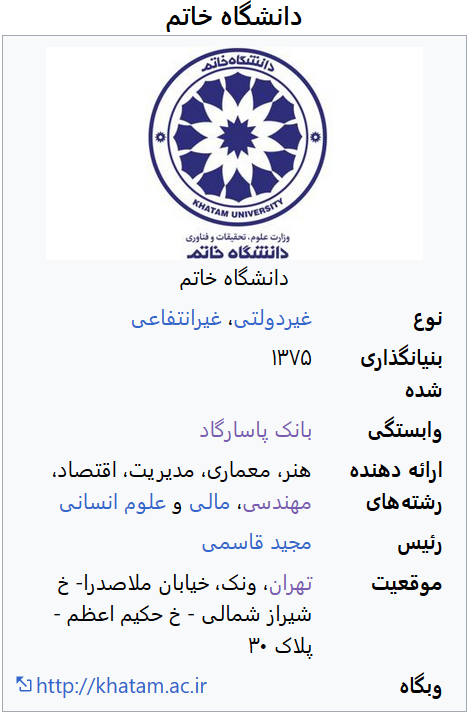 دانشگاه خاتم
دانشگاه خاتم
KHATAM UNIVERSITY
وزارت علوم، تحقیقات و فناوری
دانشگاه خاتم
دانشگاه خاتم
نوع غیردولتی، غیرانتفاعی
بنیانگذاری ۱۳۷۵
شده
وابستگی بانک پاسارگاد
ارائه دهنده هنر، معماری، مدیریت، اقتصاد،
رشته‌های مهندسی، مالی و علوم انسانی
رئیس مجید قاسمی
موقعیت تهران، ونک، خیابان ملاصدرا- خ
شیراز شمالی - خ حکیم اعظم -
پلاک ۳۰
وبگاه http://khatam.ac.ir